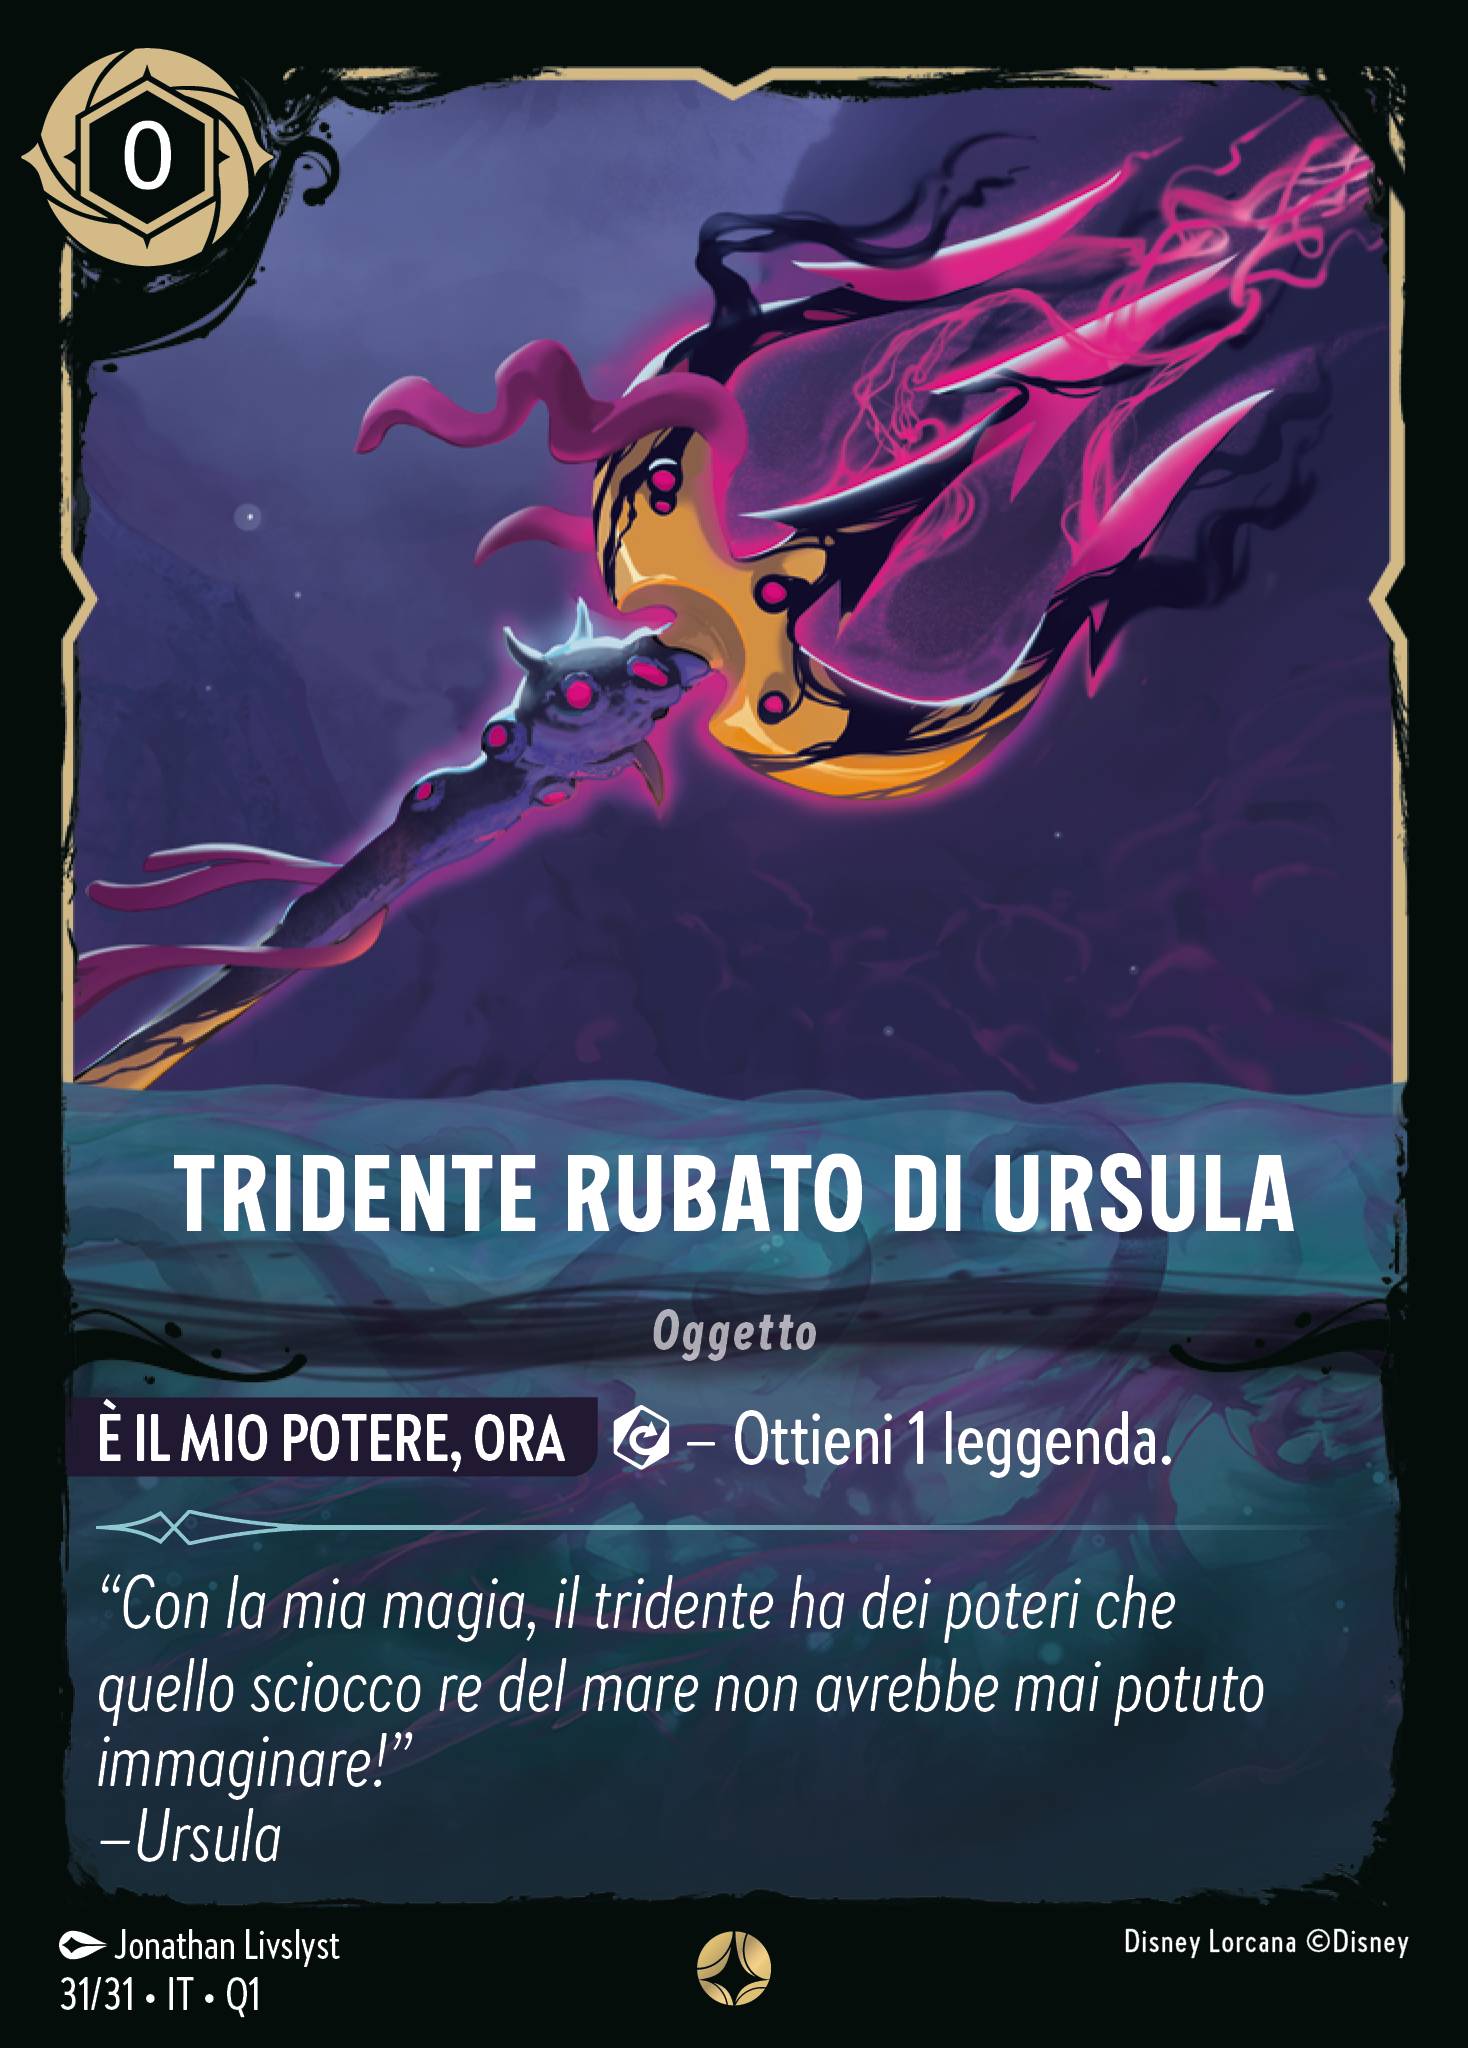 0
TRIDENTE RUBATO DI URSULA
Oggetto
È IL MIO POTERE, ORA – Ottieni 1 leggenda.
“Con la mia magia, il tridente ha dei poteri che
quello sciocco re del mare non avrebbe mai potuto
immaginare!”
–Ursula
Jonathan Livslyst
Disney Lorcana ©Disney
31/31 • IT • Q1